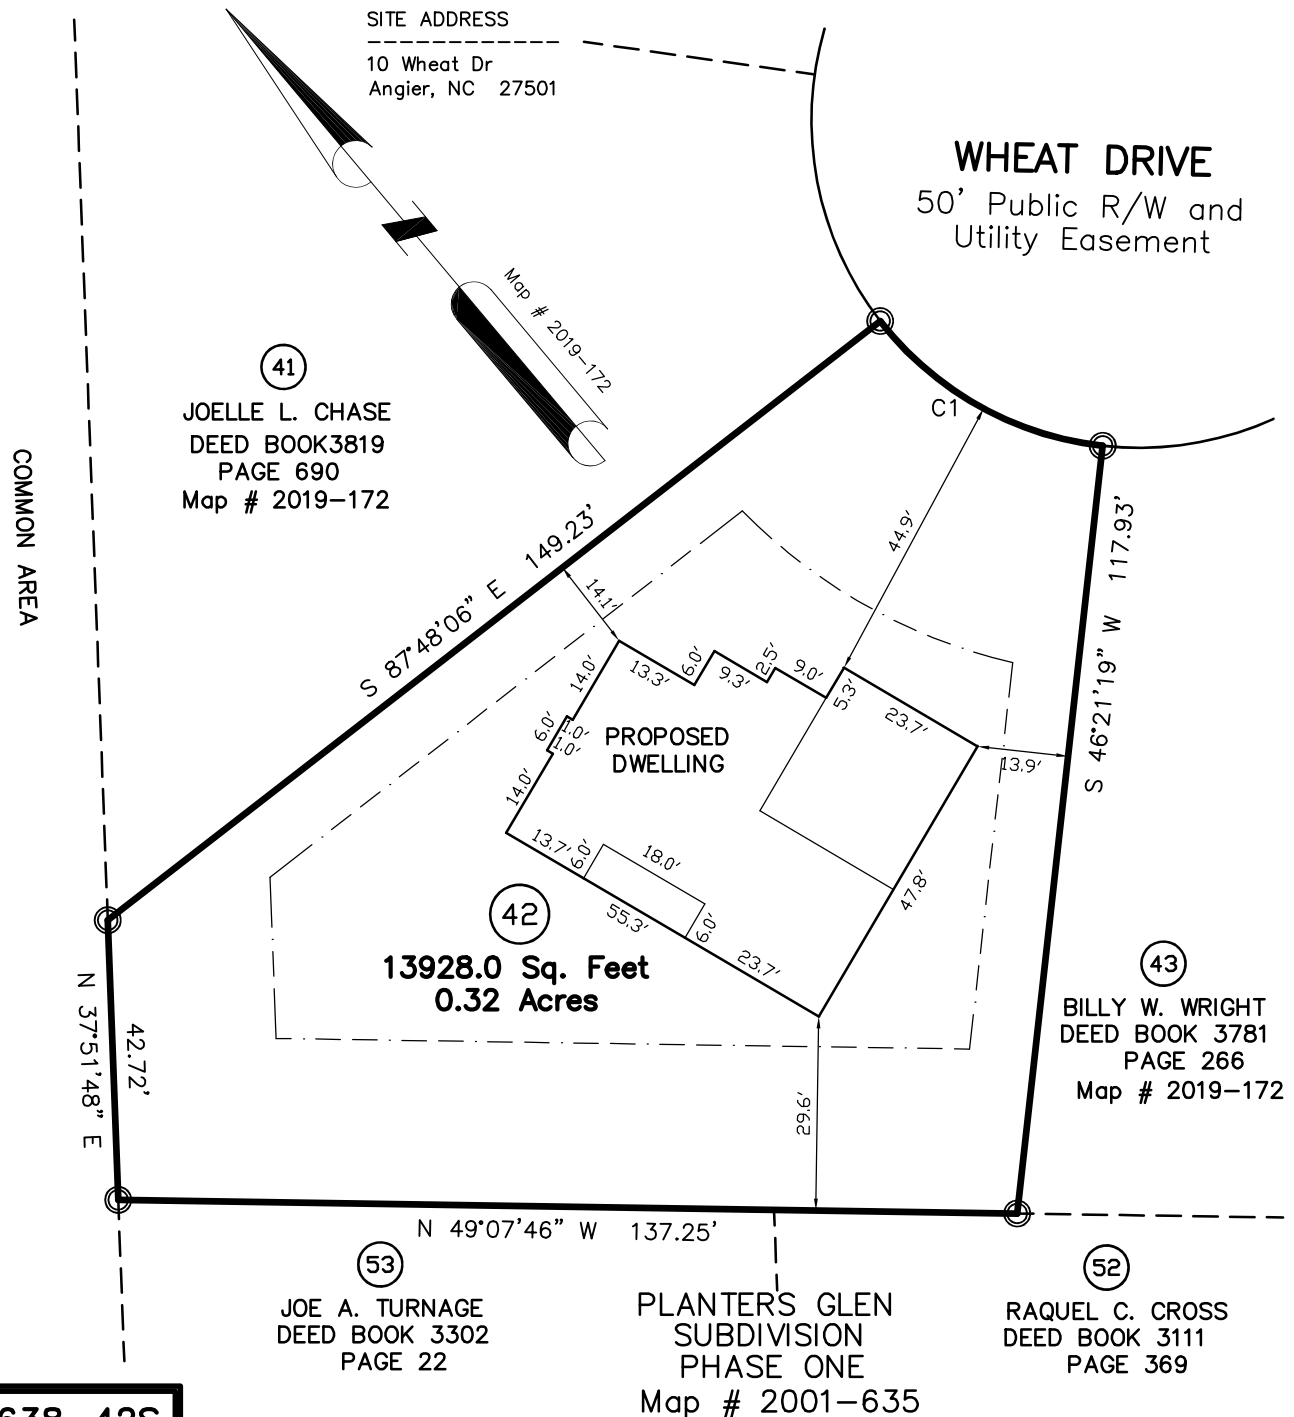 SITE ADDRESS
10 Wheat Dr
Angier, NC 27501
WHEAT DRIVE
50' Public R/W and
Utility Easement
Map # 2019-172
41
JOELLE L. CHASE
DEED BOOK3819
PAGE 690
Map # 2019-172
COMMON AREA
C1
S 87°48'06" E 149.23'
S 46°21'19" W 117.93'
44.9'
14.1'
13.3'
6.0'
9.3'
2.5'
9.0'
5.3'
23.7'
13.9'
14.0'
6.0'
1.0'
1.0'
14.0'
PROPOSED
DWELLING
13.7'
6.0'
18.0'
6.0'
55.3'
23.7'
47.8'
42
13928.0 Sq. Feet
0.32 Acres
29.6'
N 37°51'48" E
42.72'
43
BILLY W. WRIGHT
DEED BOOK 3781
PAGE 266
Map # 2019-172
N 49°07'46" W 137.25'
53
JOE A. TURNAGE
DEED BOOK 3302
PAGE 22
PLANTERS GLEN
SUBDIVISION
PHASE ONE
Map # 2001-635
52
RAQUEL C. CROSS
DEED BOOK 3111
PAGE 369